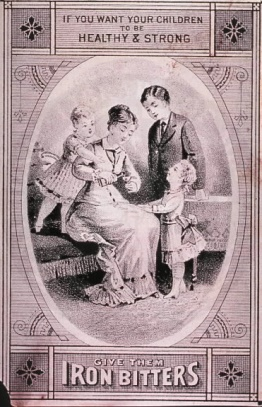 IF YOU WANT YOUR CHILDREN
TO BE
HEALTHY & STRONG
GIVE THEM
IRON BITTERS